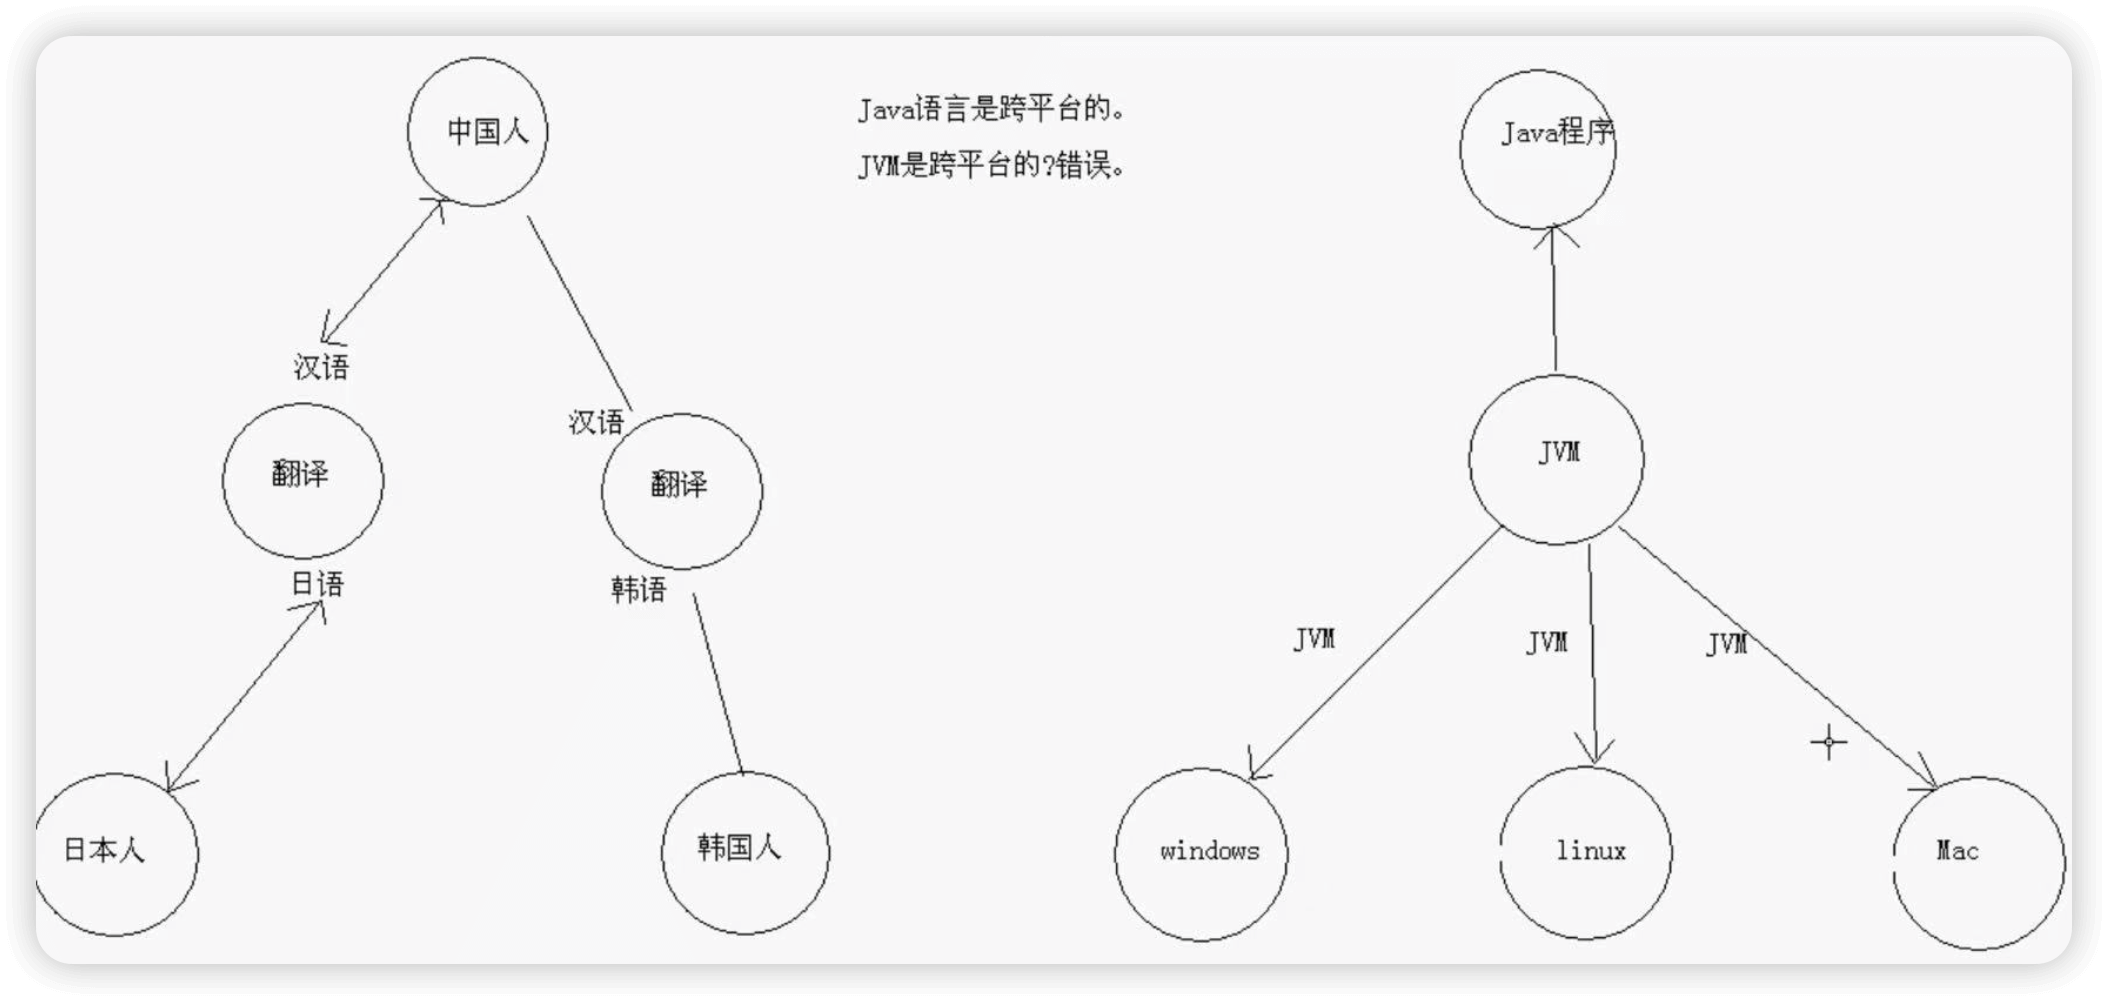 中国人
Java语言是跨平台的。
JVM是跨平台的?错误。
Java程序
汉语
汉语
翻译
翻译
日语
韩语
日本人
韩国人
JVM
JVM
JVM
JVM
windows
linux
Mac